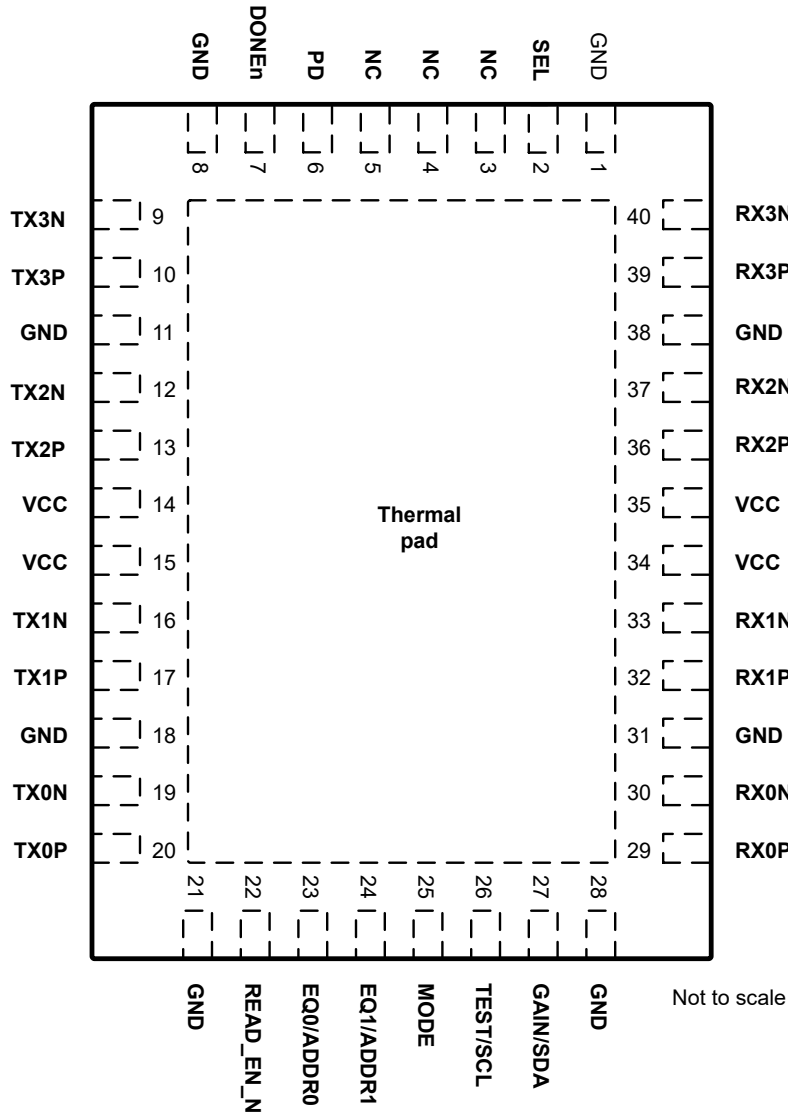 GND
DONEn
PD
NC
NC
NC
SEL
GND
8
7
6
5
4
3
2
1
TX3N 9
40 RX3N
TX3P 10
39 RX3P
GND 11
38 GND
TX2N 12
37 RX2N
TX2P 13
36 RX2P
VCC 14
35 VCC
Thermal
pad
VCC 15
34 VCC
TX1N 16
33 RX1N
TX1P 17
32 RX1P
GND 18
31 GND
TX0N 19
30 RX0N
TX0P 20
29 RX0P
21
22
23
24
25
26
27
28
GND
READ_EN_N
EQ0/ADDR0
EQ1/ADDR1
MODE
TEST/SCL
GAIN/SDA
GND
Not to scale